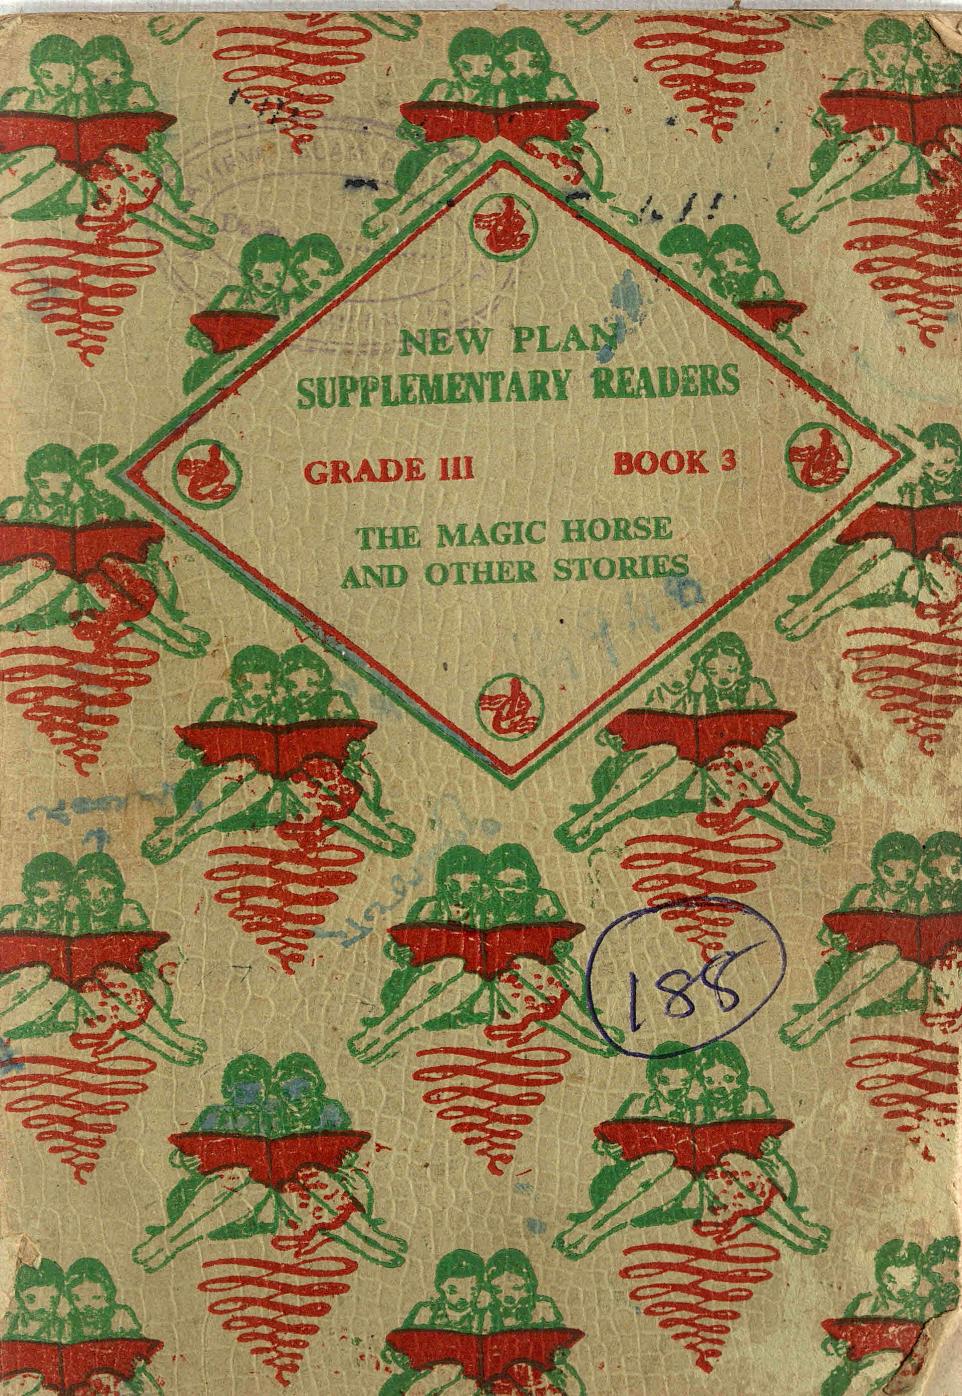 NEW PLAN
SUPPLEMENTARY READERS
GRADE III BOOK 3
THE MAGIC HORSE
AND OTHER STORIES
188